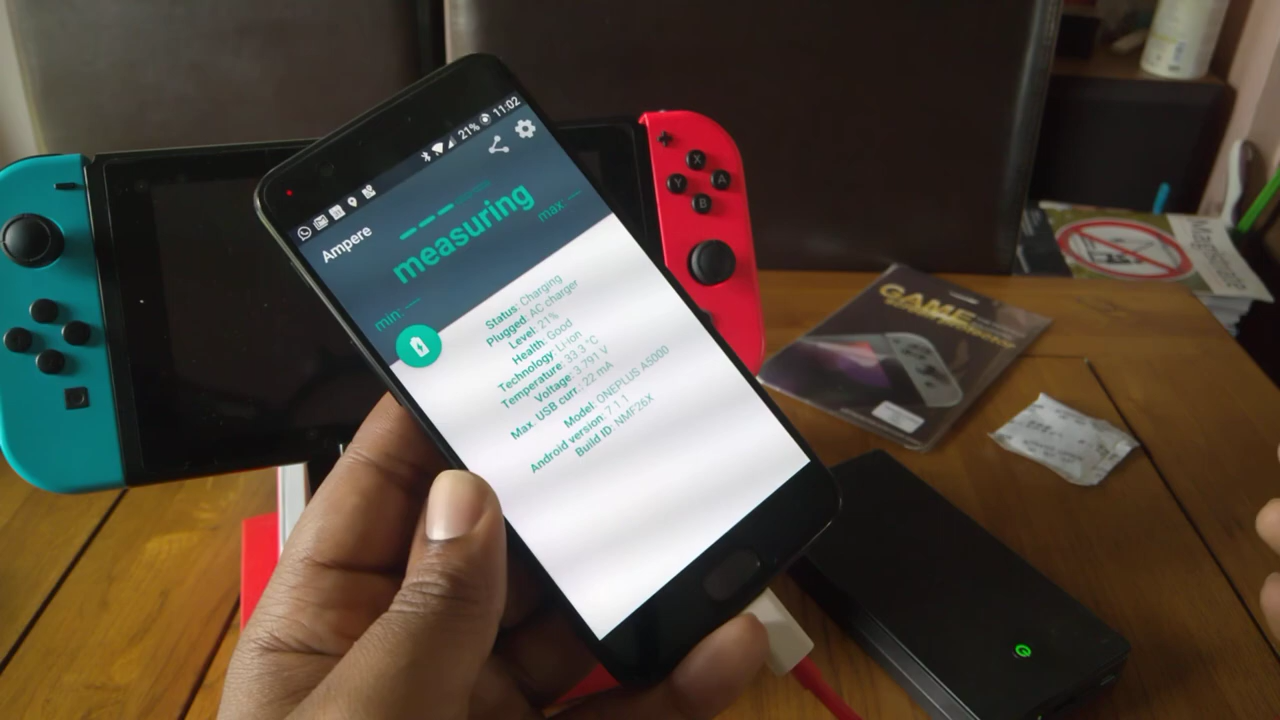 21% 11:02
Ampere
measuring
min: ---
max: ---
Status: Charging
Plugged: AC charger
Level: 21%
Health: Good
Technology: Li-ion
Temperature: 33.3 °C
Voltage: 3.791 V
Max. USB curr.: 22 mA
Model: ONEPLUS A5000
Android version: 7.1.1
Build ID: NMF26X
X
Y
A
B
GAME